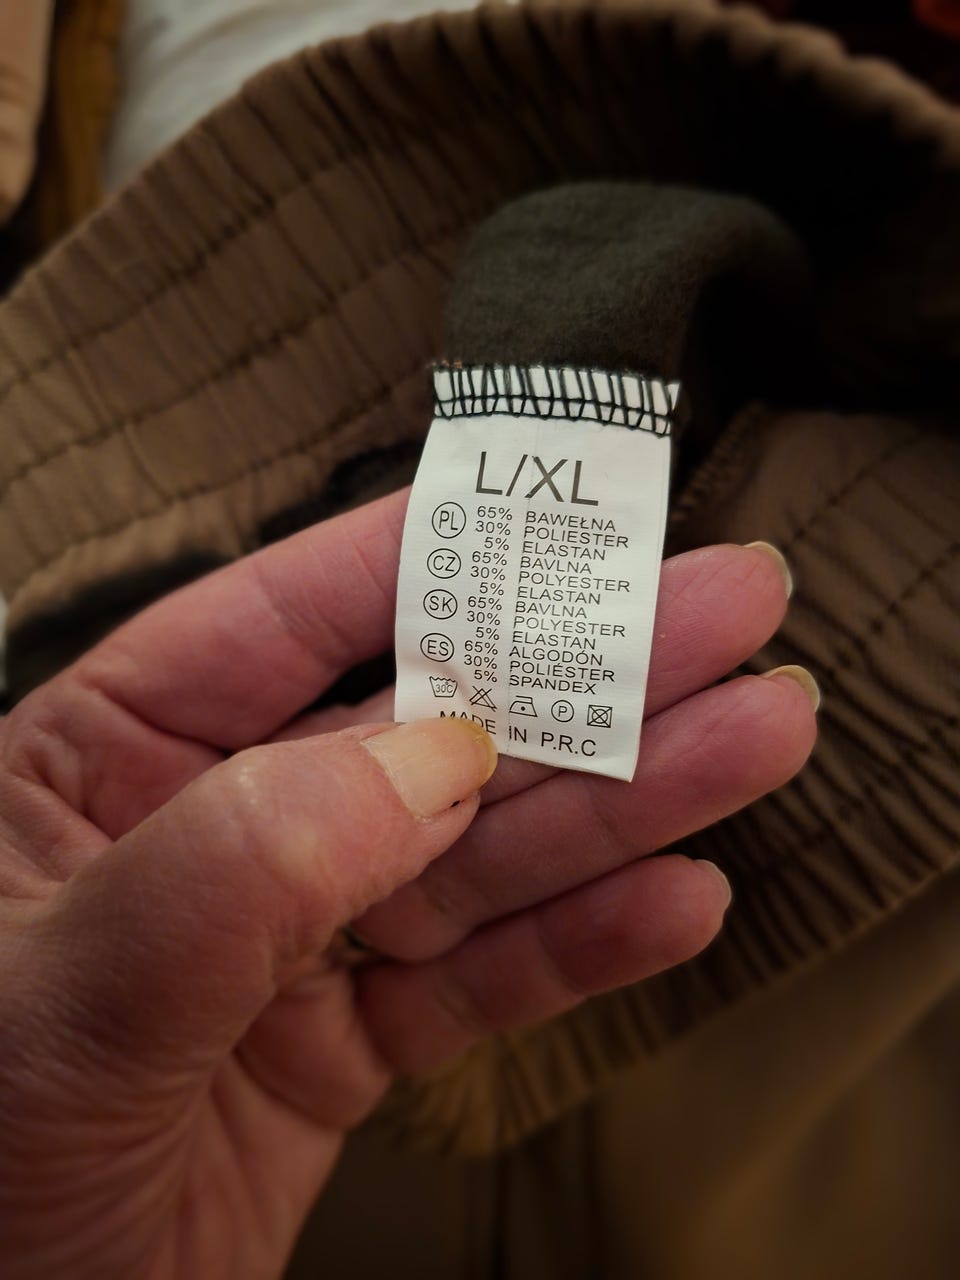 L/XL
PL 65% BAWEŁNA
30% POLIESTER
5% ELASTAN
CZ 65% BAVLNA
30% POLYESTER
5% ELASTAN
SK 65% BAVLNA
30% POLYESTER
5% ELASTAN
ES 65% ALGODÓN
30% POLIÉSTER
5% SPANDEX
30C P
MADE IN P.R.C